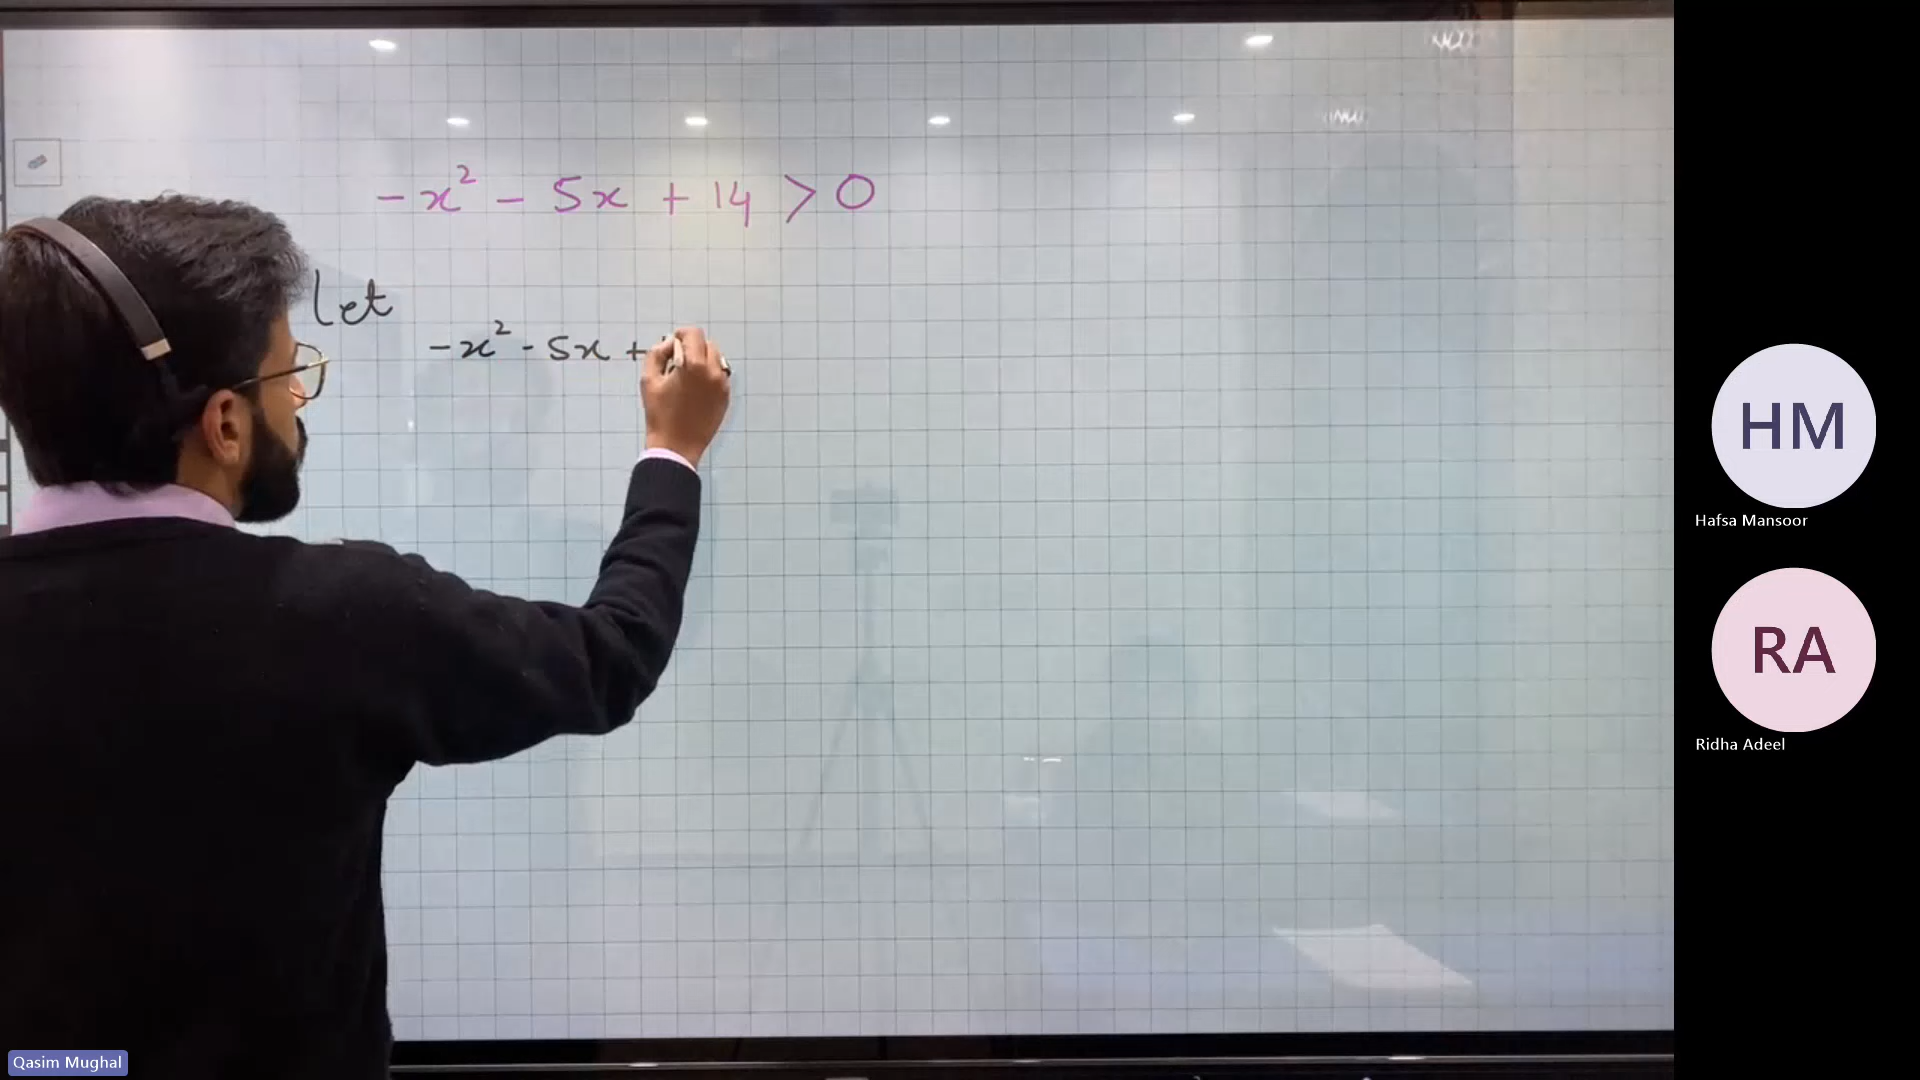 -x² - 5x + 14 > 0
Let
-x² - 5x +
HM
Hafsa Mansoor
RA
Ridha Adeel
Qasim Mughal